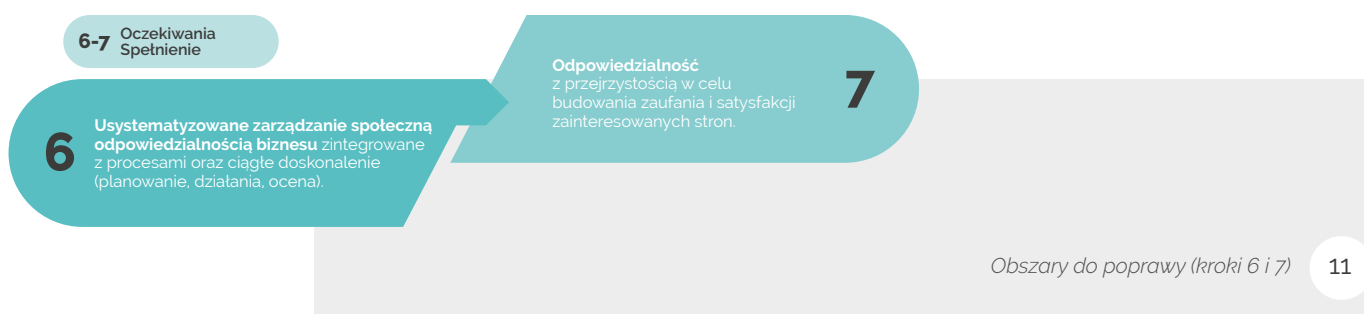 6-7 Oczekiwania
Spełnienie
6
Usystematyzowane zarządzanie społeczną
odpowiedzialnością biznesu zintegrowane
z procesami oraz ciągłe doskonalenie
(planowanie, działania, ocena).
Odpowiedzialność
z przejrzystością w celu
budowania zaufania i satysfakcji
zainteresowanych stron.
7
Obszary do poprawy (kroki 6 i 7)
11